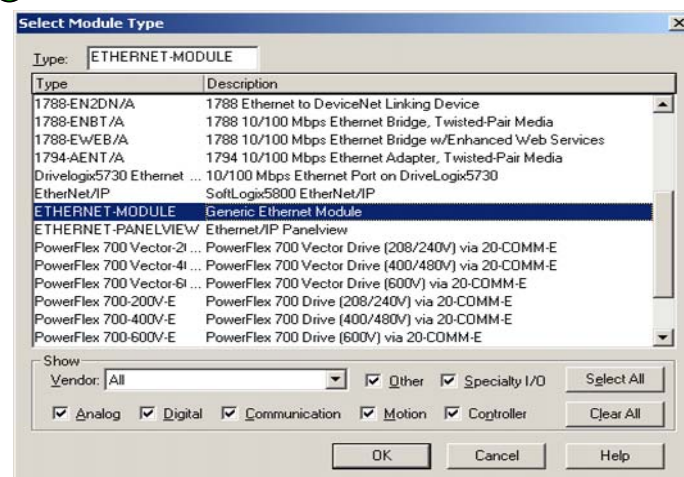 Select Module Type
Type: ETHERNET-MODULE
Type Description
1788-EN2DN/A 1788 Ethernet to DeviceNet Linking Device
1788-ENBT/A 1788 10/100 Mbps Ethernet Bridge, Twisted-Pair Media
1788-EWEB/A 1788 10/100 Mbps Ethernet Bridge w/Enhanced Web Services
1794-AENT/A 1794 10/100 Mbps Ethernet Adapter, Twisted-Pair Media
Drivelogix5730 Ethernet ... 10/100 Mbps Ethernet Port on DriveLogix5730
EtherNet/IP SoftLogix5800 EtherNet/IP
ETHERNET-MODULE Generic Ethernet Module
ETHERNET-PANELVIEW Ethernet/IP Panelview
PowerFlex 700 Vector-2 ... PowerFlex 700 Vector Drive (208/240V) via 20-COMM-E
PowerFlex 700 Vector-4 ... PowerFlex 700 Vector Drive (400/480V) via 20-COMM-E
PowerFlex 700 Vector-6 ... PowerFlex 700 Vector Drive (600V) via 20-COMM-E
PowerFlex 700-200V-E PowerFlex 700 Drive (208/240V) via 20-COMM-E
PowerFlex 700-400V-E PowerFlex 700 Drive (400/480V) via 20-COMM-E
PowerFlex 700-600V-E PowerFlex 700 Drive (600V) via 20-COMM-E
Show
Vendor: All Other Specialty I/O Select All
Analog Digital Communication Motion Controller Clear All
OK Cancel Help